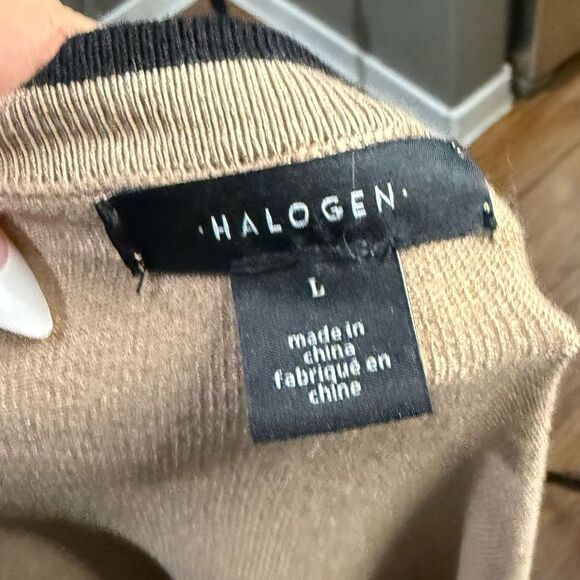 ·HALOGEN·
L
made in
china
fabriqué en
chine